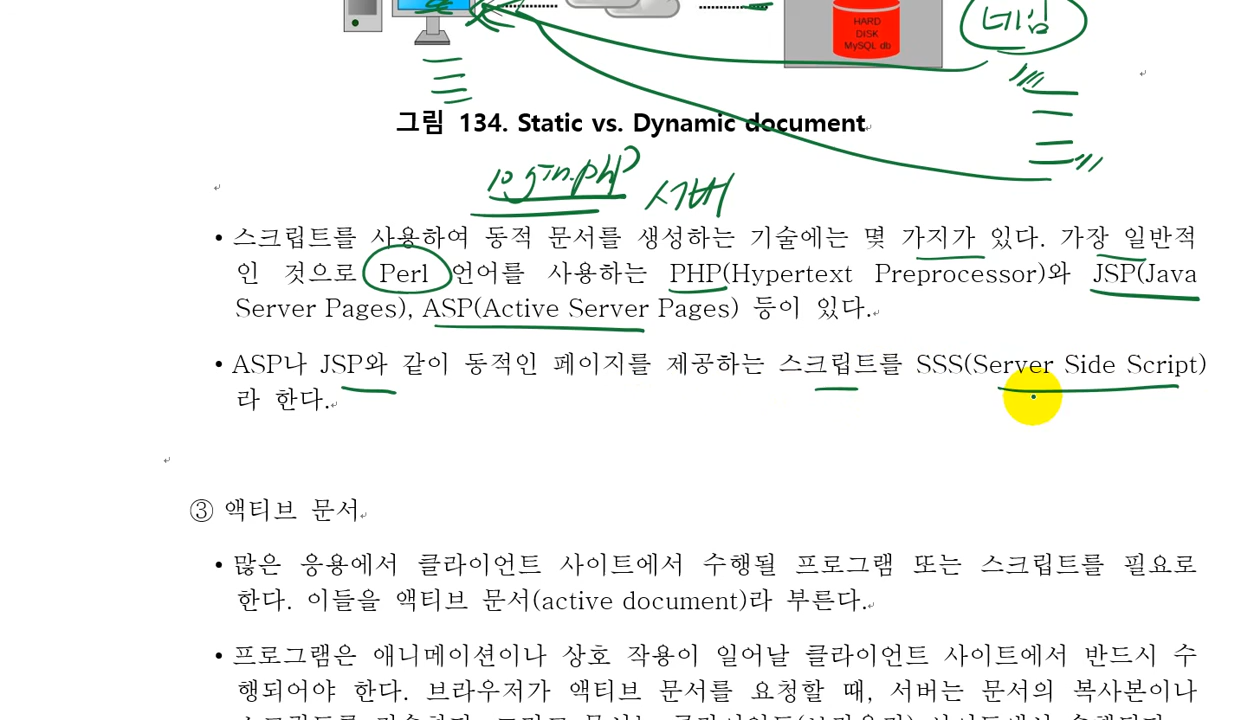 HARD
DISK
MySQL db
네임
그림 134. Static vs. Dynamic document
login.php
서버
• 스크립트를 사용하여 동적 문서를 생성하는 기술에는 몇 가지가 있다. 가장 일반적
인 것으로 Perl 언어를 사용하는 PHP(Hypertext Preprocessor)와 JSP(Java
Server Pages), ASP(Active Server Pages) 등이 있다.
• ASP나 JSP와 같이 동적인 페이지를 제공하는 스크립트를 SSS(Server Side Script)
라 한다.
③ 액티브 문서
• 많은 응용에서 클라이언트 사이트에서 수행될 프로그램 또는 스크립트를 필요로
한다. 이들을 액티브 문서(active document)라 부른다.
• 프로그램은 애니메이션이나 상호 작용이 일어날 클라이언트 사이트에서 반드시 수
행되어야 한다. 브라우저가 액티브 문서를 요청할 때, 서버는 문서의 복사본이나